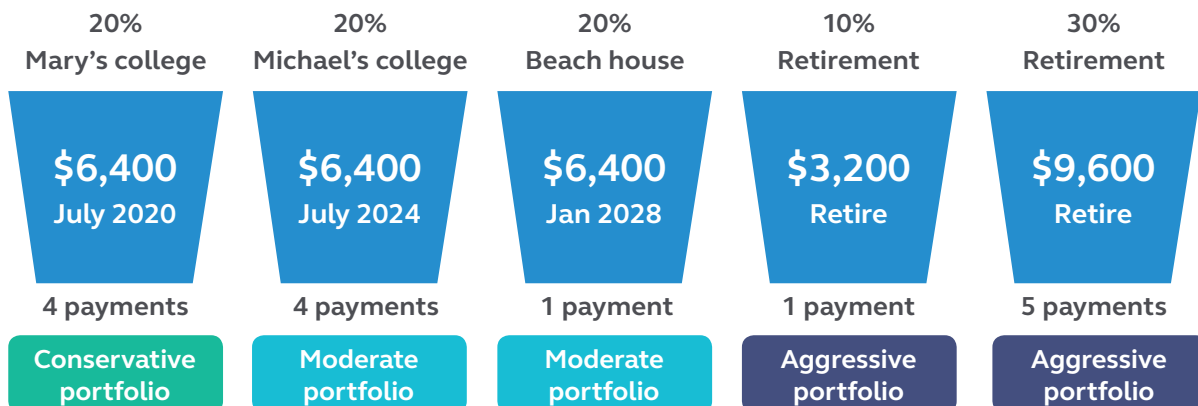 20%
Mary's college
$6,400
July 2020
4 payments
Conservative
portfolio
20%
Michael's college
$6,400
July 2024
4 payments
Moderate
portfolio
20%
Beach house
$6,400
Jan 2028
1 payment
Moderate
portfolio
10%
Retirement
$3,200
Retire
1 payment
Aggressive
portfolio
30%
Retirement
$9,600
Retire
5 payments
Aggressive
portfolio